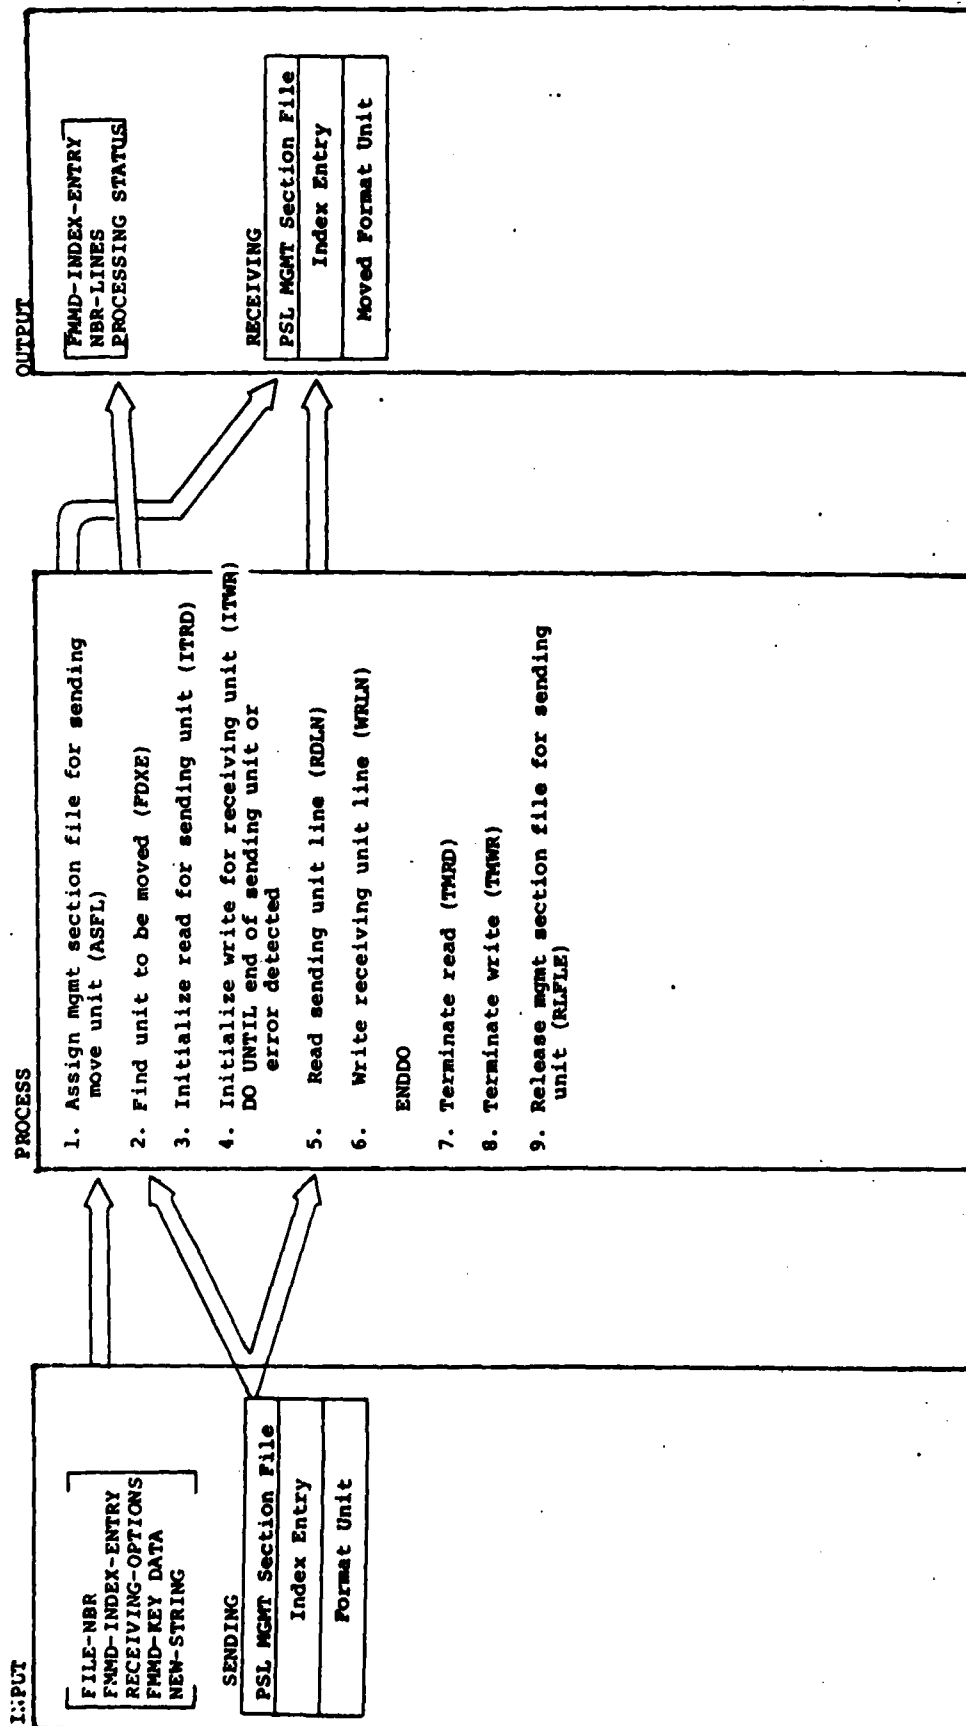 INPUT
FILE-NBR
FMMD-INDEX-ENTRY
RECEIVING-OPTIONS
FMMD-KEY DATA
NEW-STRING
SENDING
PSL MGMT Section File
Index Entry
Format Unit
PROCESS
1. Assign mgmt section file for sending
move unit (ASFL)
2. Find unit to be moved (FDXE)
3. Initialize read for sending unit (ITRD)
4. Initialize write for receiving unit (ITWR)
DO UNTIL end of sending unit or
error detected
5. Read sending unit line (RDLN)
6. Write receiving unit line (WRLN)
ENDDO
7. Terminate read (TMRD)
8. Terminate write (TMWR)
9. Release mgmt section file for sending
unit (RLFLE)
OUTPUT
FMMD-INDEX-ENTRY
NBR-LINES
PROCESSING STATUS
RECEIVING
PSL MGMT Section File
Index Entry
Moved Format Unit